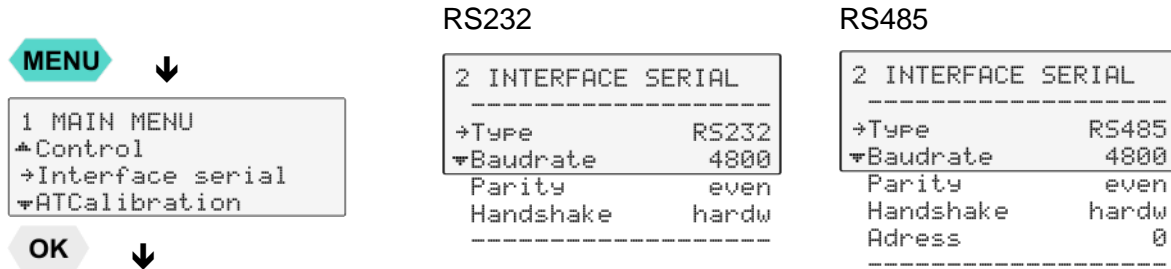 MENU
1 MAIN MENU
Control
→Interface serial
ATCalibration
OK
RS232
2 INTERFACE SERIAL
→Type RS232
Baudrate 4800
Parity even
Handshake hardw
RS485
2 INTERFACE SERIAL
→Type RS485
Baudrate 4800
Parity even
Handshake hardw
Adress 0